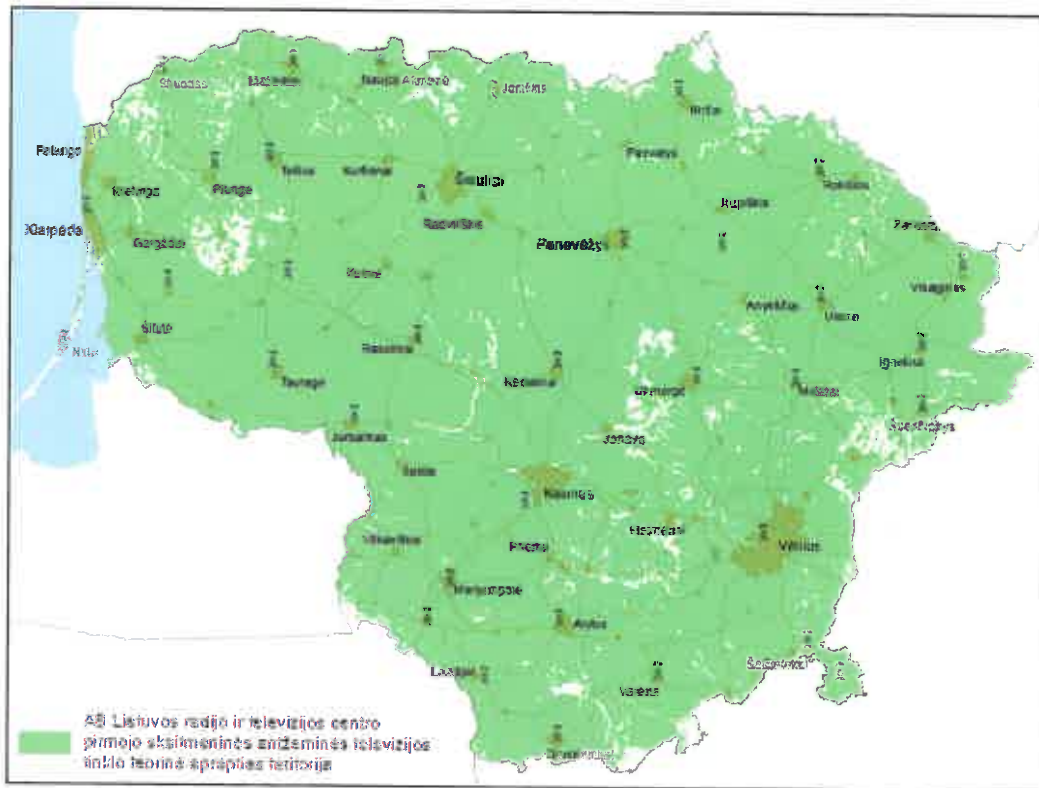 Skuodas
Mažeikiai
Naujoji Akmenė
Joniškis
Biržai
Palanga
Kretinga
Plungė
Telšiai
Kuršėnai
Šiauliai
Pasvalys
Rokiškis
Radviliškis
Kupiškis
Zarasai
Klaipėda
Gargždai
Panevėžys
Kelmė
Visaginas
Anykščiai
Utena
Šilutė
Nida
Raseiniai
Ignalina
Tauragė
Kėdainiai
Ukmergė
Molėtai
Švenčionys
Jurbarkas
Jonava
Šakiai
Kaunas
Elektrėnai
Vilnius
Vilkaviškis
Prienai
Marijampolė
Alytus
Lazdijai
Varėna
Šalčininkai
Druskininkai
AB Lietuvos radijo ir televizijos centro
pirmojo skaitmeninės antžeminės televizijos
tinklo teorinė aprėpties teritorija